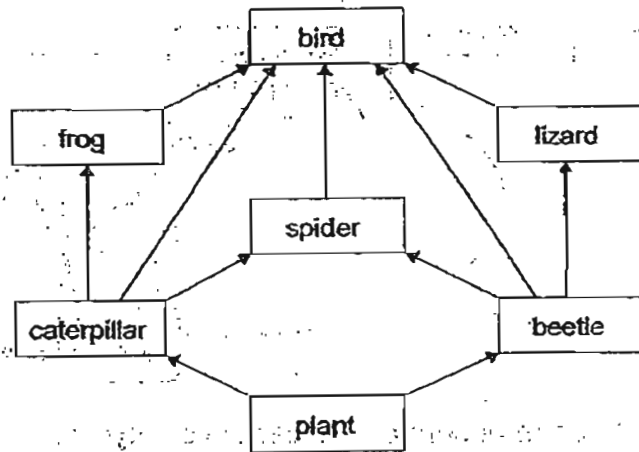 bird
frog
lizard
spider
caterpillar
beetle
plant